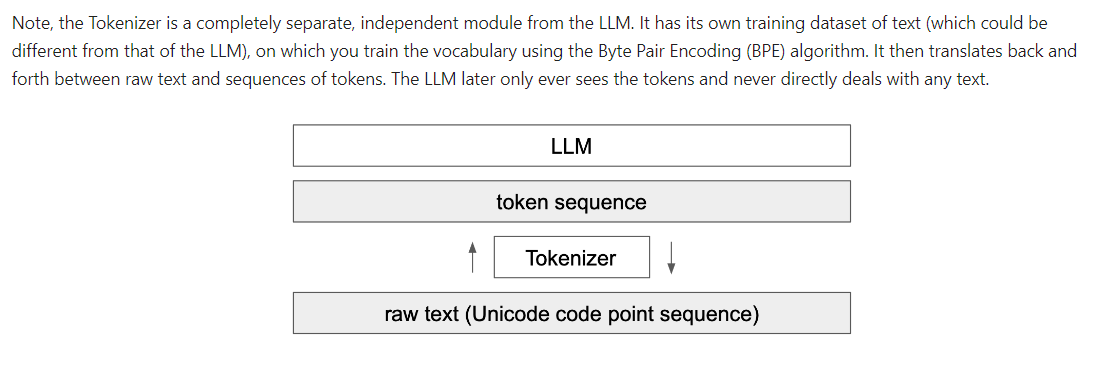 Note, the Tokenizer is a completely separate, independent module from the LLM. It has its own training dataset of text (which could be
different from that of the LLM), on which you train the vocabulary using the Byte Pair Encoding (BPE) algorithm. It then translates back and
forth between raw text and sequences of tokens. The LLM later only ever sees the tokens and never directly deals with any text.
LLM
token sequence
Tokenizer
raw text (Unicode code point sequence)